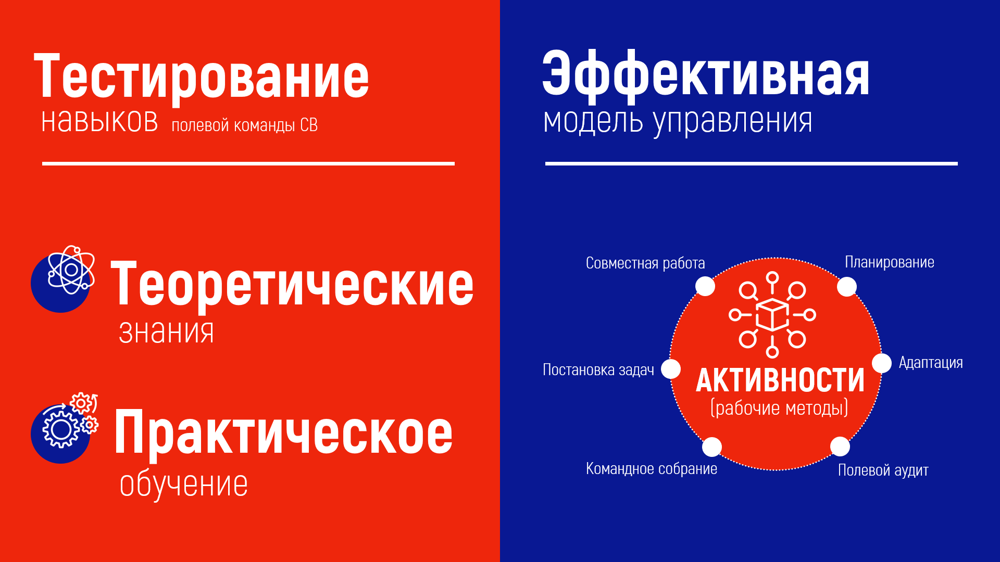 Тестирование
навыков полевой команды СВ
Теоретические
знания
Практическое
обучение
Эффективная
модель управления
Совместная работа
Планирование
Постановка задач
Адаптация
АКТИВНОСТИ
(рабочие методы)
Командное собрание
Полевой аудит